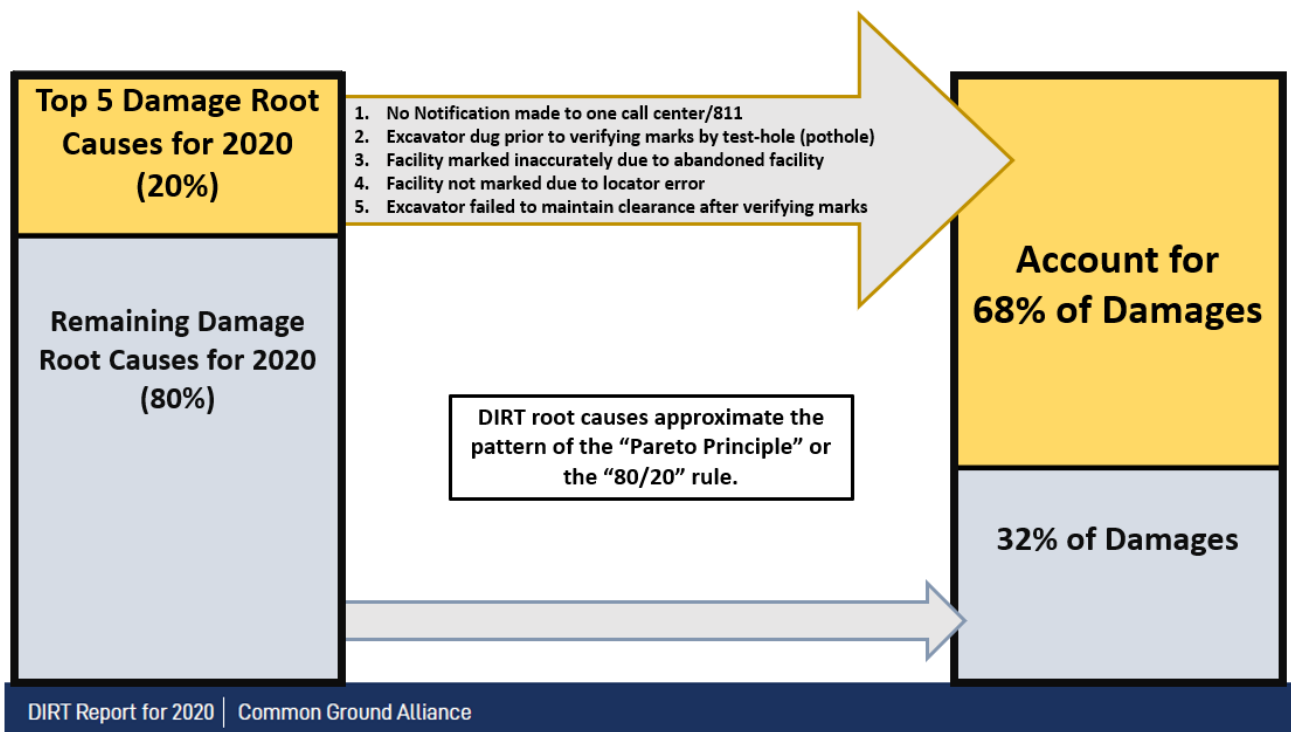 Top 5 Damage Root
Causes for 2020
(20%)
1. No Notification made to one call center/811
2. Excavator dug prior to verifying marks by test-hole (pothole)
3. Facility marked inaccurately due to abandoned facility
4. Facility not marked due to locator error
5. Excavator failed to maintain clearance after verifying marks
Account for
68% of Damages
Remaining Damage
Root Causes for 2020
(80%)
DIRT root causes approximate the
pattern of the “Pareto Principle” or
the “80/20” rule.
32% of Damages
DIRT Report for 2020 | Common Ground Alliance